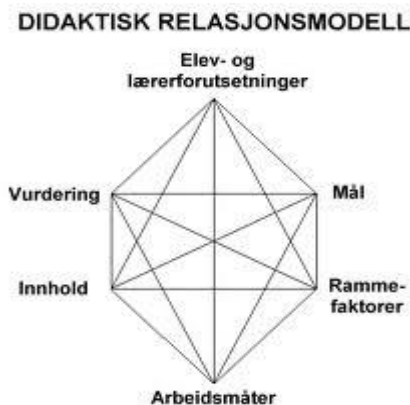 DIDAKTISK RELASJONSMODELL
Elev- og
lærerforutsetninger
Vurdering
Mål
Innhold
Ramme-
faktorer
Arbeidsmåter